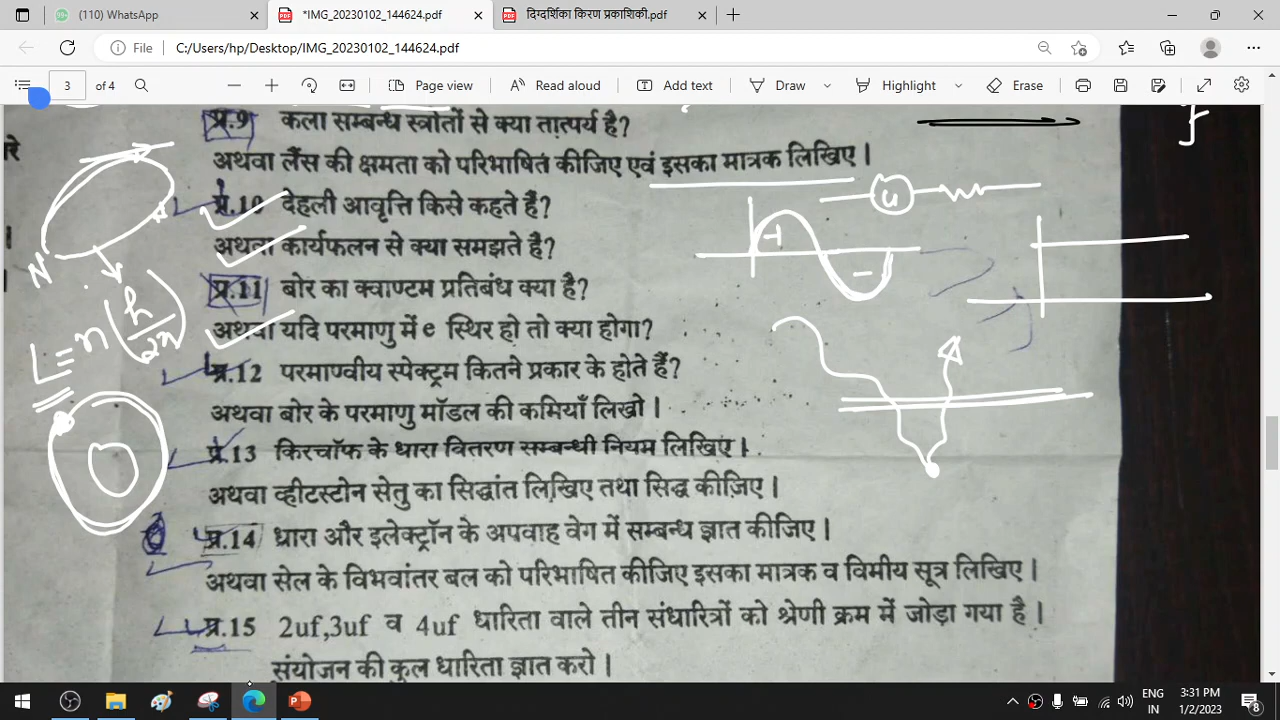 (110) WhatsApp
*IMG_20230102_144624.pdf
दिग्दर्शिका किरण प्रकाशिकी.pdf
File C:/Users/hp/Desktop/IMG_20230102_144624.pdf
3 of 4 Page view Read aloud Add text Draw Highlight Erase
प्र.9 कला सम्बन्ध स्त्रोतों से क्या तात्पर्य है?
अथवा लैंस की क्षमता को परिभाषित कीजिए एवं इसका मात्रक लिखिए।
प्र.10 देहली आवृत्ति किसे कहते हैं?
अथवा कार्यफलन से क्या समझते है?
प्र.11 बोर का क्वाण्टम प्रतिबंध क्या है?
अथवा यदि परमाणु में e स्थिर हो तो क्या होगा?
प्र.12 परमाण्वीय स्पेक्ट्रम कितने प्रकार के होते हैं?
अथवा बोर के परमाणु मॉडल की कमियाँ लिखो।
प्र.13 किरचॉफ के धारा वितरण सम्बन्धी नियम लिखिए।
अथवा व्हीटस्टोन सेतु का सिद्धांत लिखिए तथा सिद्ध कीजिए।
प्र.14 धारा और इलेक्ट्रॉन के अपवाह वेग में सम्बन्ध ज्ञात कीजिए।
अथवा सेल के विभवांतर बल को परिभाषित कीजिए इसका मात्रक व विमीय सूत्र लिखिए।
प्र.15 2uf,3uf व 4uf धारिता वाले तीन संधारित्रों को श्रेणी क्रम में जोड़ा गया है।
संयोजन की कुल धारिता ज्ञात करो।
N
L = n(h/2π)
ENG
IN
3:31 PM
1/2/2023
8